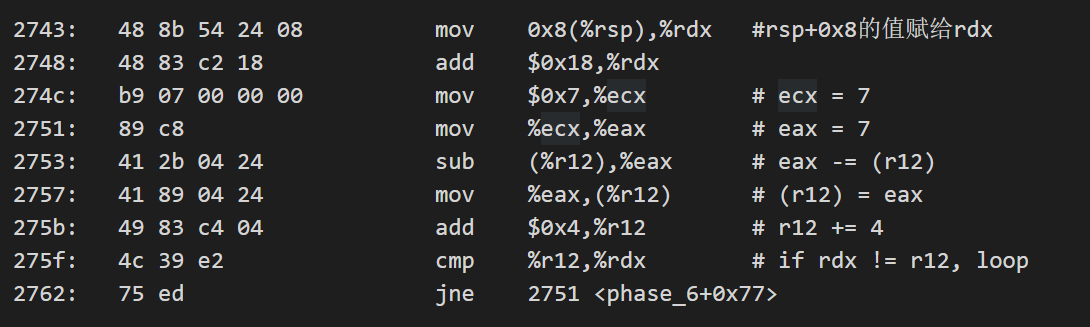 2743: 48 8b 54 24 08 mov 0x8(%rsp),%rdx #rsp+0x8的值赋给rdx
2748: 48 83 c2 18 add $0x18,%rdx
274c: b9 07 00 00 00 mov $0x7,%ecx # ecx = 7
2751: 89 c8 mov %ecx,%eax # eax = 7
2753: 41 2b 04 24 sub (%r12),%eax # eax -= (r12)
2757: 41 89 04 24 mov %eax,(%r12) # (r12) = eax
275b: 49 83 c4 04 add $0x4,%r12 # r12 += 4
275f: 4c 39 e2 cmp %r12,%rdx # if rdx != r12, loop
2762: 75 ed jne 2751 <phase_6+0x77>